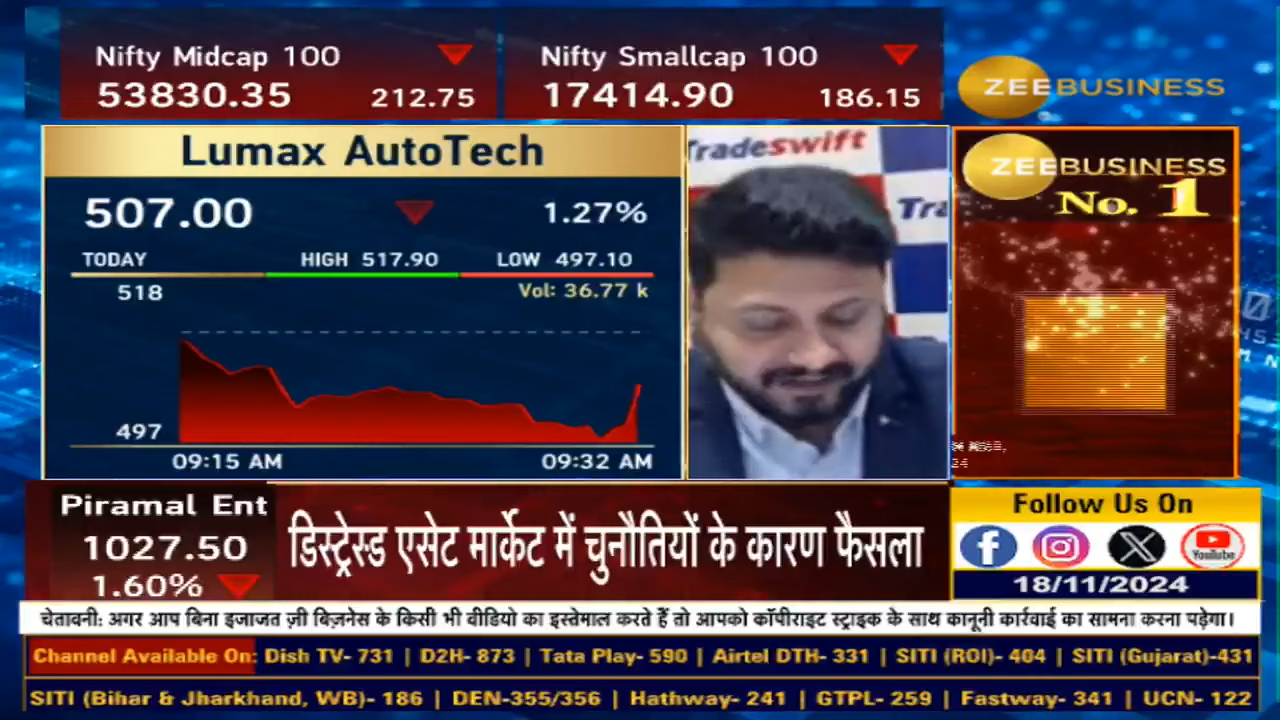 Nifty Midcap 100
53830.35 212.75
Nifty Smallcap 100
17414.90 186.15
ZEEBUSINESS
Lumax AutoTech
507.00 1.27%
TODAY HIGH 517.90 LOW 497.10
518 Vol: 36.77 k
497
09:15 AM 09:32 AM
Tradeswift
ZEEBUSINESS
No. 1
Piramal Ent
1027.50
1.60%
डिस्ट्रेस्ड एसेट मार्केट में चुनौतियों के कारण फैसला
Follow Us On
YouTube
18/11/2024
चेतावनी: अगर आप बिना इजाजत ज़ी बिज़नेस के किसी भी वीडियो का इस्तेमाल करते हैं तो आपको कॉपीराइट स्ट्राइक के साथ कानूनी कार्रवाई का सामना करना पड़ेगा।
Channel Available On: Dish TV- 731 | D2H- 873 | Tata Play- 590 | Airtel DTH- 331 | SITI (ROI)- 404 | SITI (Gujarat)-431
SITI (Bihar & Jharkhand, WB)- 186 | DEN-355/356 | Hathway- 241 | GTPL- 259 | Fastway- 341 | UCN- 122